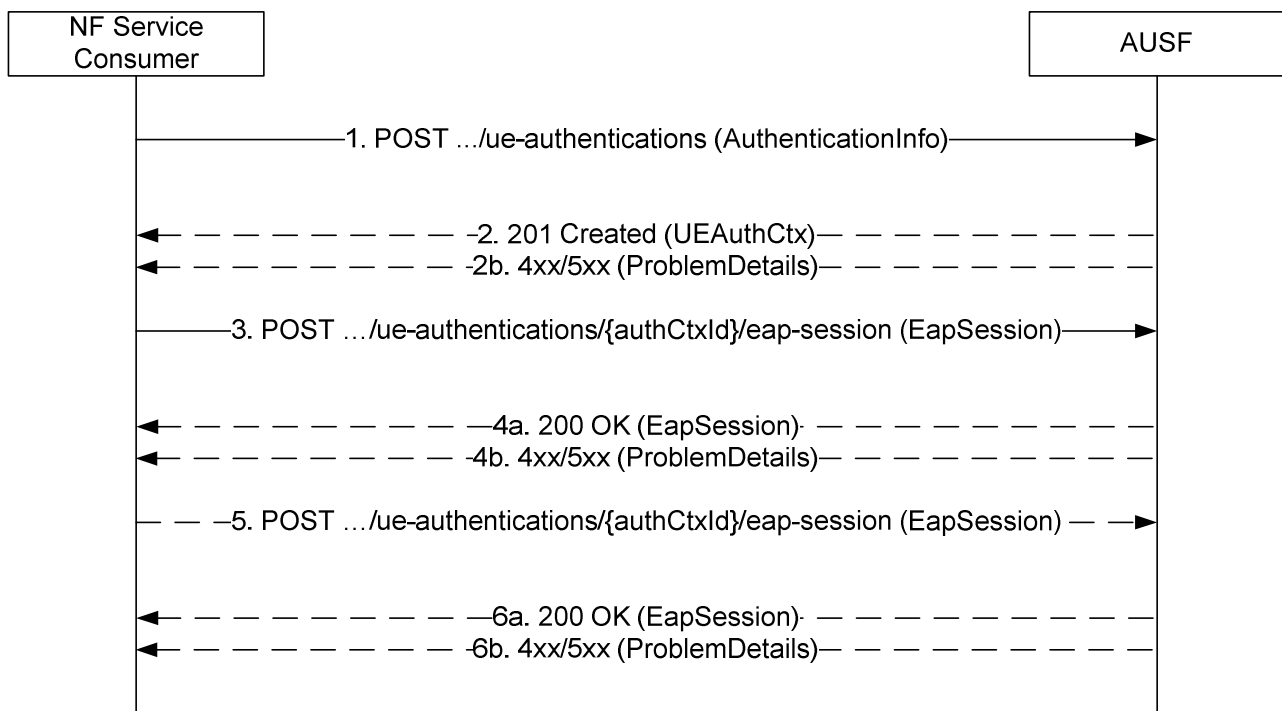 NF Service
Consumer
AUSF
1. POST .../ue-authentications (AuthenticationInfo)
2. 201 Created (UEAuthCtx)
2b. 4xx/5xx (ProblemDetails)
3. POST .../ue-authentications/{authCtxId}/eap-session (EapSession)
4a. 200 OK (EapSession)
4b. 4xx/5xx (ProblemDetails)
5. POST .../ue-authentications/{authCtxId}/eap-session (EapSession)
6a. 200 OK (EapSession)
6b. 4xx/5xx (ProblemDetails)